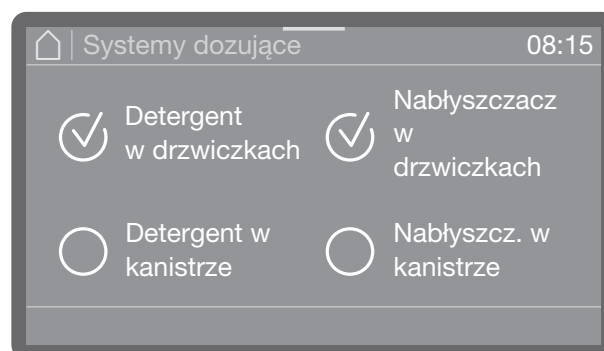 Systemy dozujące 08:15
Detergent
w drzwiczkach
Nabłyszczacz
w
drzwiczkach
Detergent w
kanistrze
Nabłyszcz. w
kanistrze